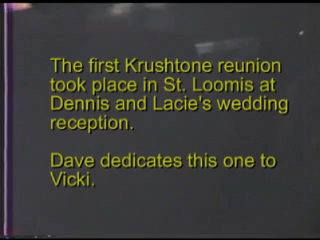 The first Krushtone reunion
took place in St. Loomis at
Dennis and Lacie's wedding
reception.
Dave dedicates this one to
Vicki.